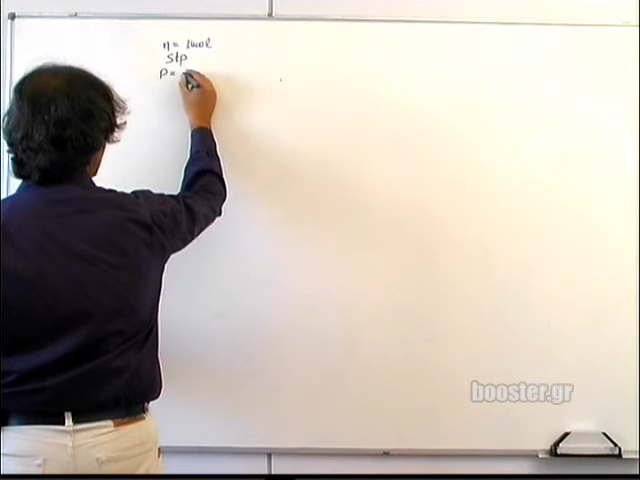 n = 1mol
stp
P =
booster.gr